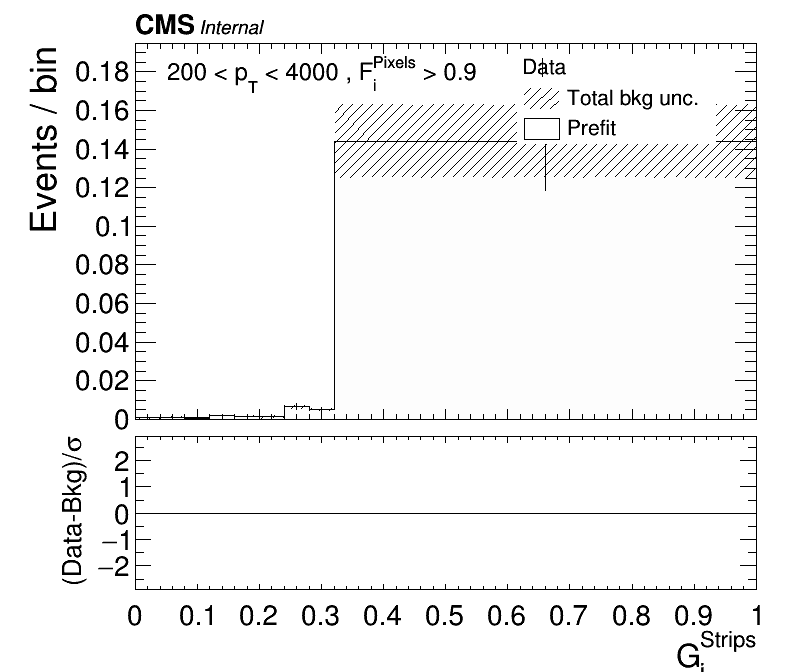 CMS Internal
200 < p_T < 4000 , F_i^Pixels > 0.9
Data
Total bkg unc.
Prefit
Events / bin
0.18
0.16
0.14
0.12
0.1
0.08
0.06
0.04
0.02
0
(Data-Bkg)/σ
2
1
0
−1
−2
0 0.1 0.2 0.3 0.4 0.5 0.6 0.7 0.8 0.9 1
G_i^Strips